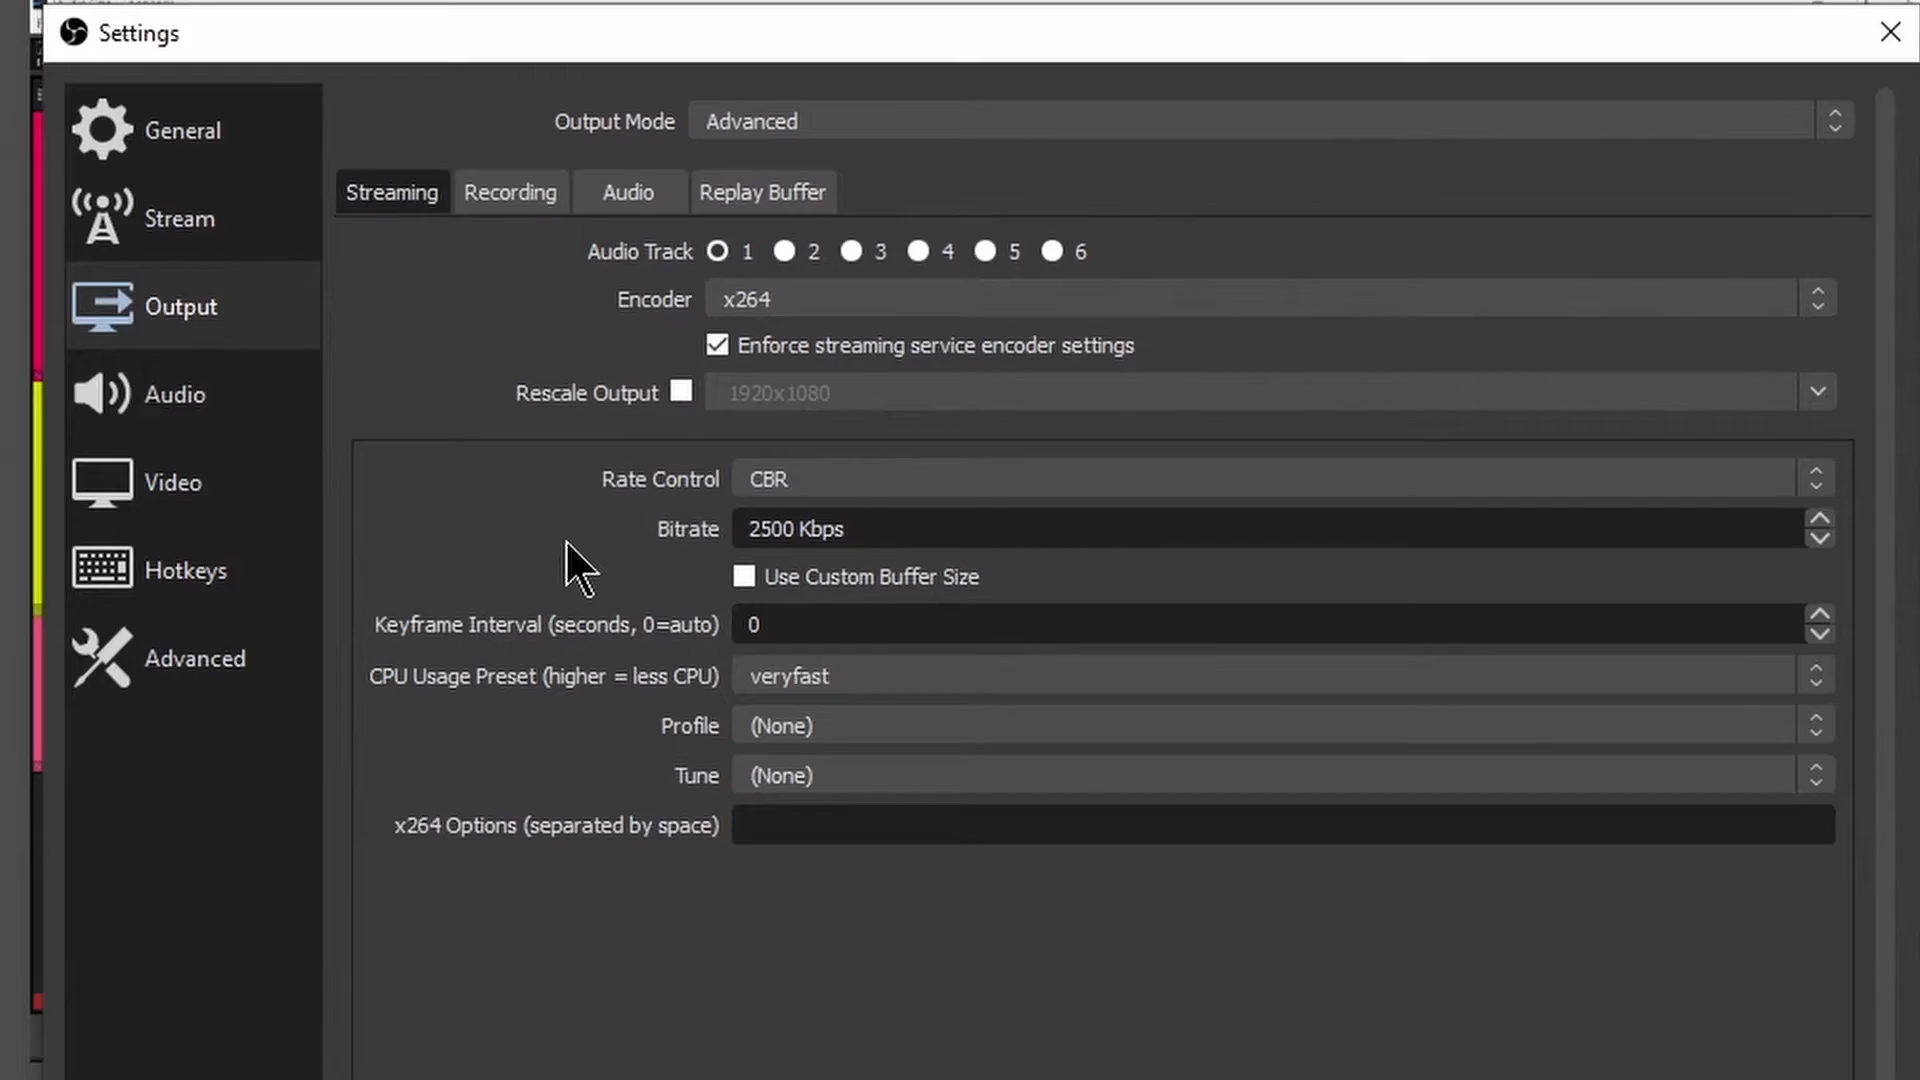 Settings
General
Stream
Output
Audio
Video
Hotkeys
Advanced
Output Mode Advanced
Streaming Recording Audio Replay Buffer
Audio Track 1 2 3 4 5 6
Encoder x264
Enforce streaming service encoder settings
Rescale Output 1920x1080
Rate Control CBR
Bitrate 2500 Kbps
Use Custom Buffer Size
Keyframe Interval (seconds, 0=auto) 0
CPU Usage Preset (higher = less CPU) veryfast
Profile (None)
Tune (None)
x264 Options (separated by space)